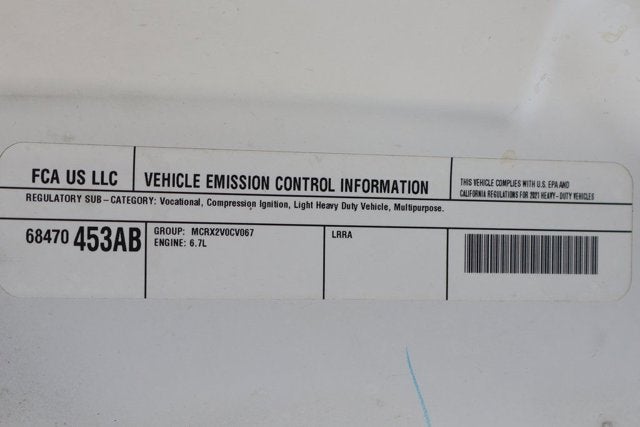 FCA US LLC
VEHICLE EMISSION CONTROL INFORMATION
THIS VEHICLE COMPLIES WITH U.S. EPA AND
CALIFORNIA REGULATIONS FOR 2021 HEAVY-DUTY VEHICLES
REGULATORY SUB-CATEGORY: Vocational, Compression Ignition, Light Heavy Duty Vehicle, Multipurpose.
68470 453AB
GROUP: MCRX2V0CV067
ENGINE: 6.7L
LRRA